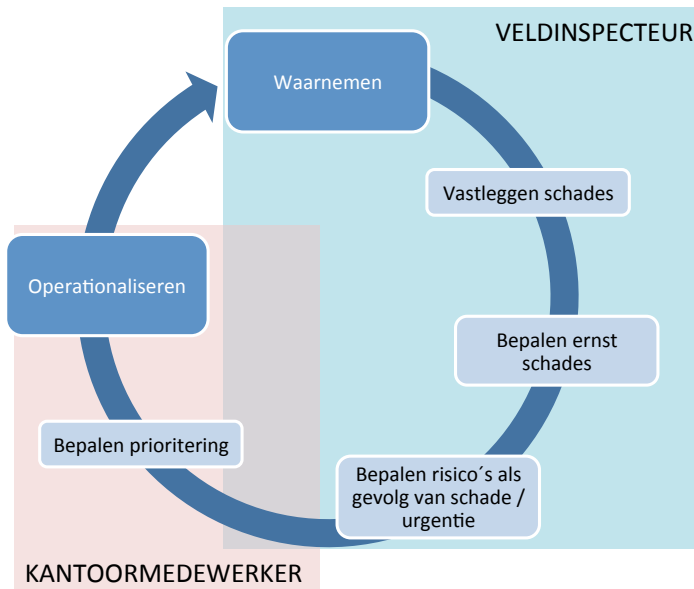 VELDINSPECTEUR
Waarnemen
Vastleggen schades
Bepalen ernst
schades
Bepalen risico´s als
gevolg van schade /
urgentie
Bepalen prioritering
Operationaliseren
KANTOORMEDEWERKER